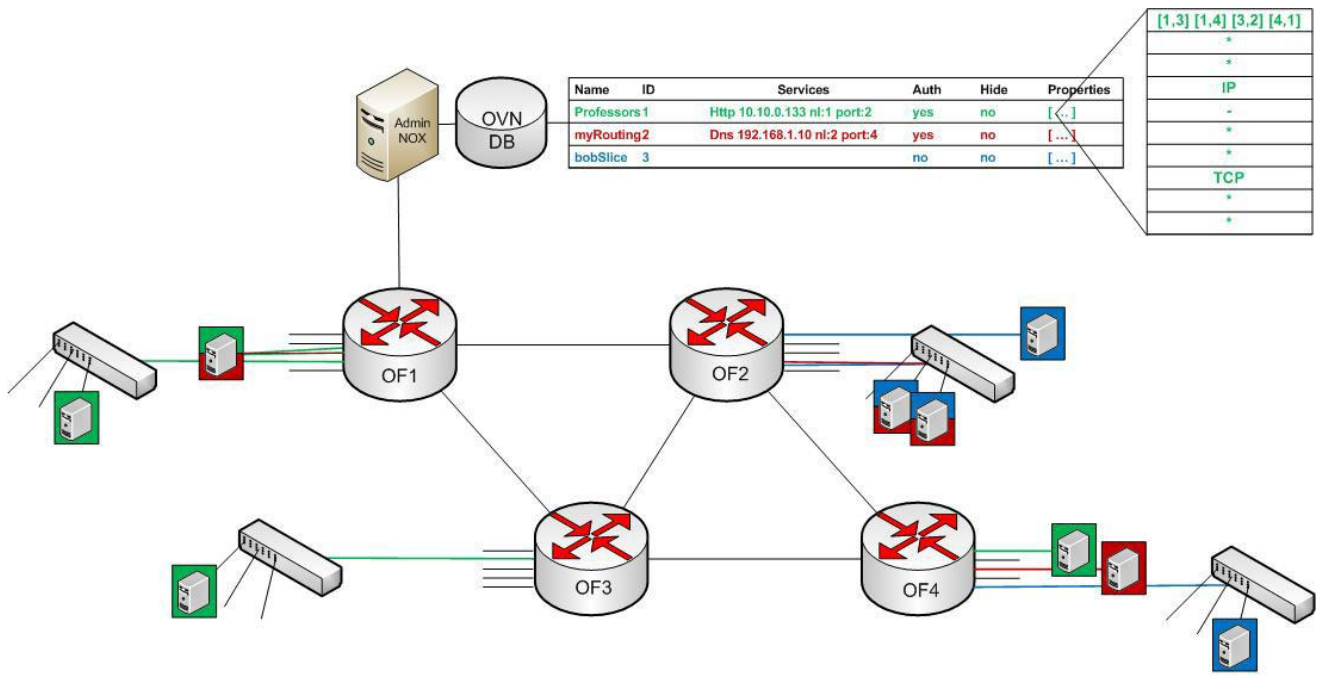 [1,3] [1,4] [3,2] [4,1]
*
*
IP
-
*
*
TCP
*
*
Admin
NOX
OVN
DB
Name ID Services Auth Hide Properties
Professors 1 Http 10.10.0.133 nl:1 port:2 yes no [ ... ]
myRouting 2 Dns 192.168.1.10 nl:2 port:4 yes no [ ... ]
bobSlice 3 no no [ ... ]
OF1
OF2
OF3
OF4